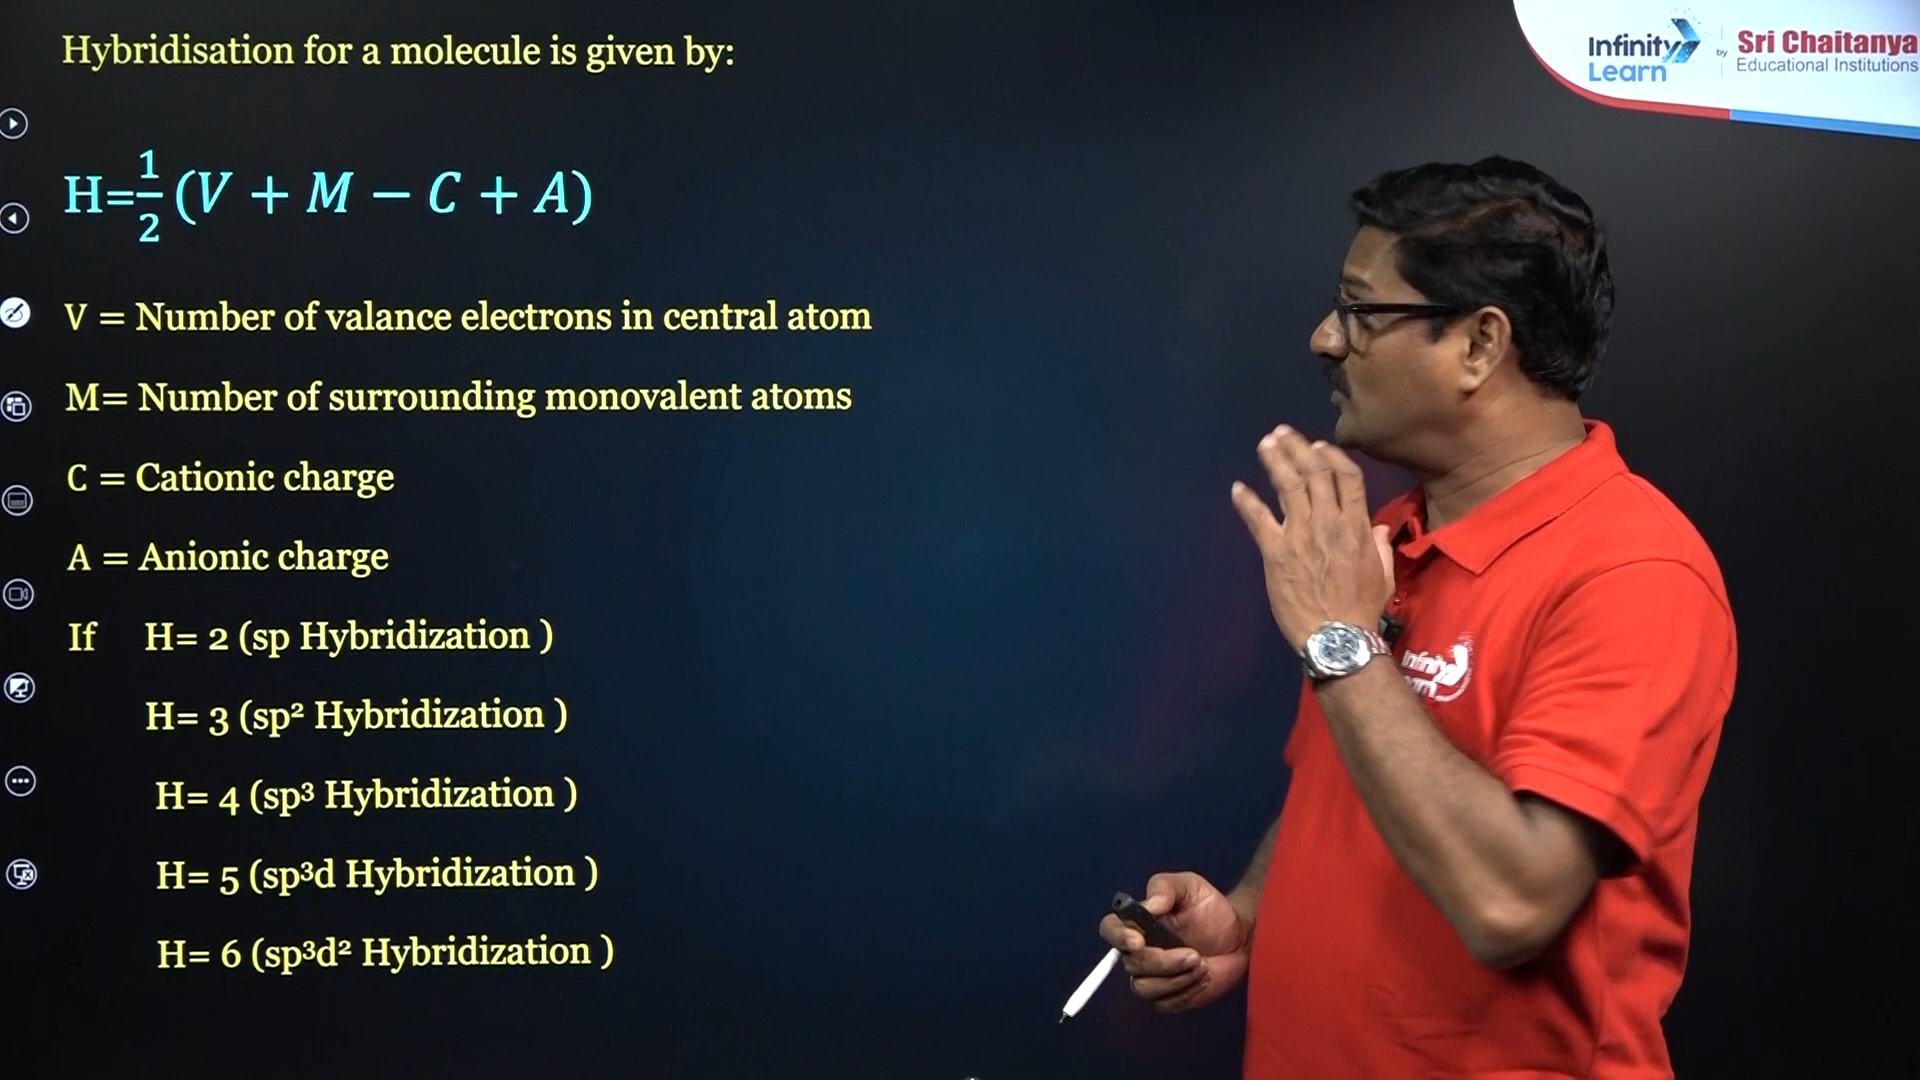 Hybridisation for a molecule is given by:
H=1/2 (V + M − C + A)
V = Number of valance electrons in central atom
M= Number of surrounding monovalent atoms
C = Cationic charge
A = Anionic charge
If H= 2 (sp Hybridization )
H= 3 (sp² Hybridization )
H= 4 (sp³ Hybridization )
H= 5 (sp³d Hybridization )
H= 6 (sp³d² Hybridization )
Infinity Learn
by
Sri Chaitanya
Educational Institutions